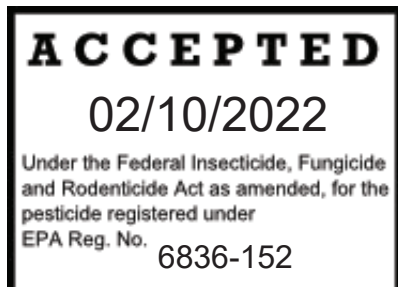 ACCEPTED
02/10/2022
Under the Federal Insecticide, Fungicide
and Rodenticide Act as amended, for the
pesticide registered under
EPA Reg. No. 6836-152